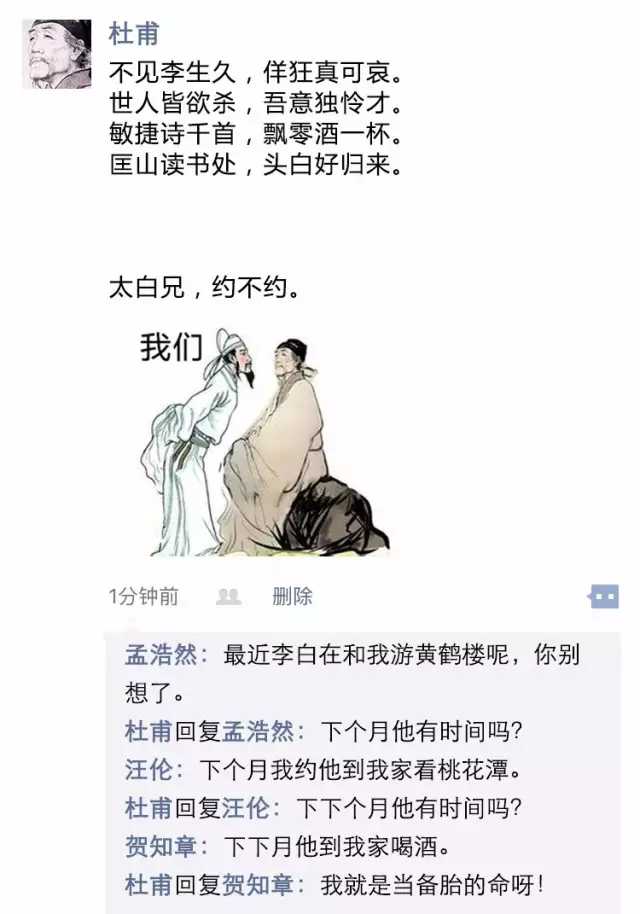 杜甫
不见李生久，佯狂真可哀。
世人皆欲杀，吾意独怜才。
敏捷诗千首，飘零酒一杯。
匡山读书处，头白好归来。
太白兄，约不约。
我们
1分钟前 删除
孟浩然：最近李白在和我游黄鹤楼呢，你别
想了。
杜甫回复孟浩然：下个月他有时间吗?
汪伦：下个月我约他到我家看桃花潭。
杜甫回复汪伦：下下个月他有时间吗?
贺知章：下下月他到我家喝酒。
杜甫回复贺知章：我就是当备胎的命呀!